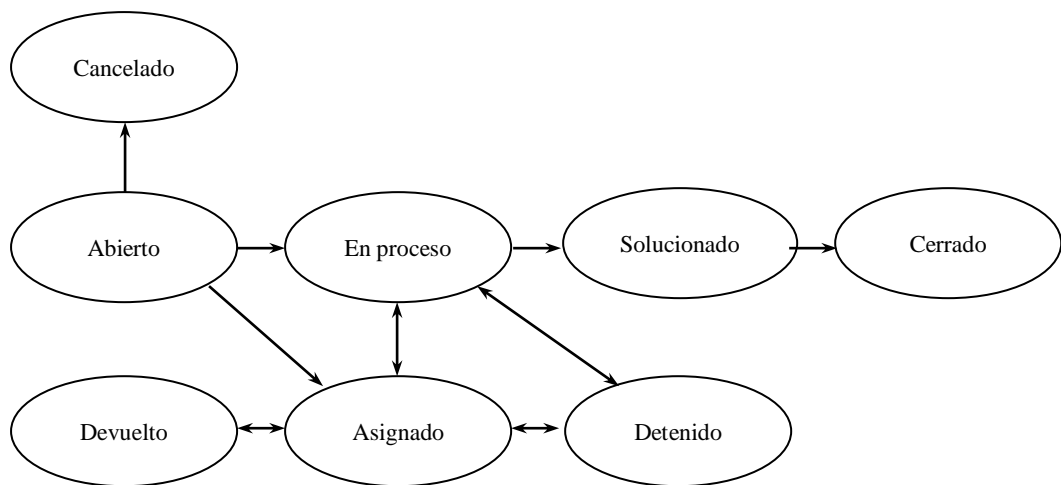 Cancelado
Abierto
En proceso
Solucionado
Cerrado
Devuelto
Asignado
Detenido